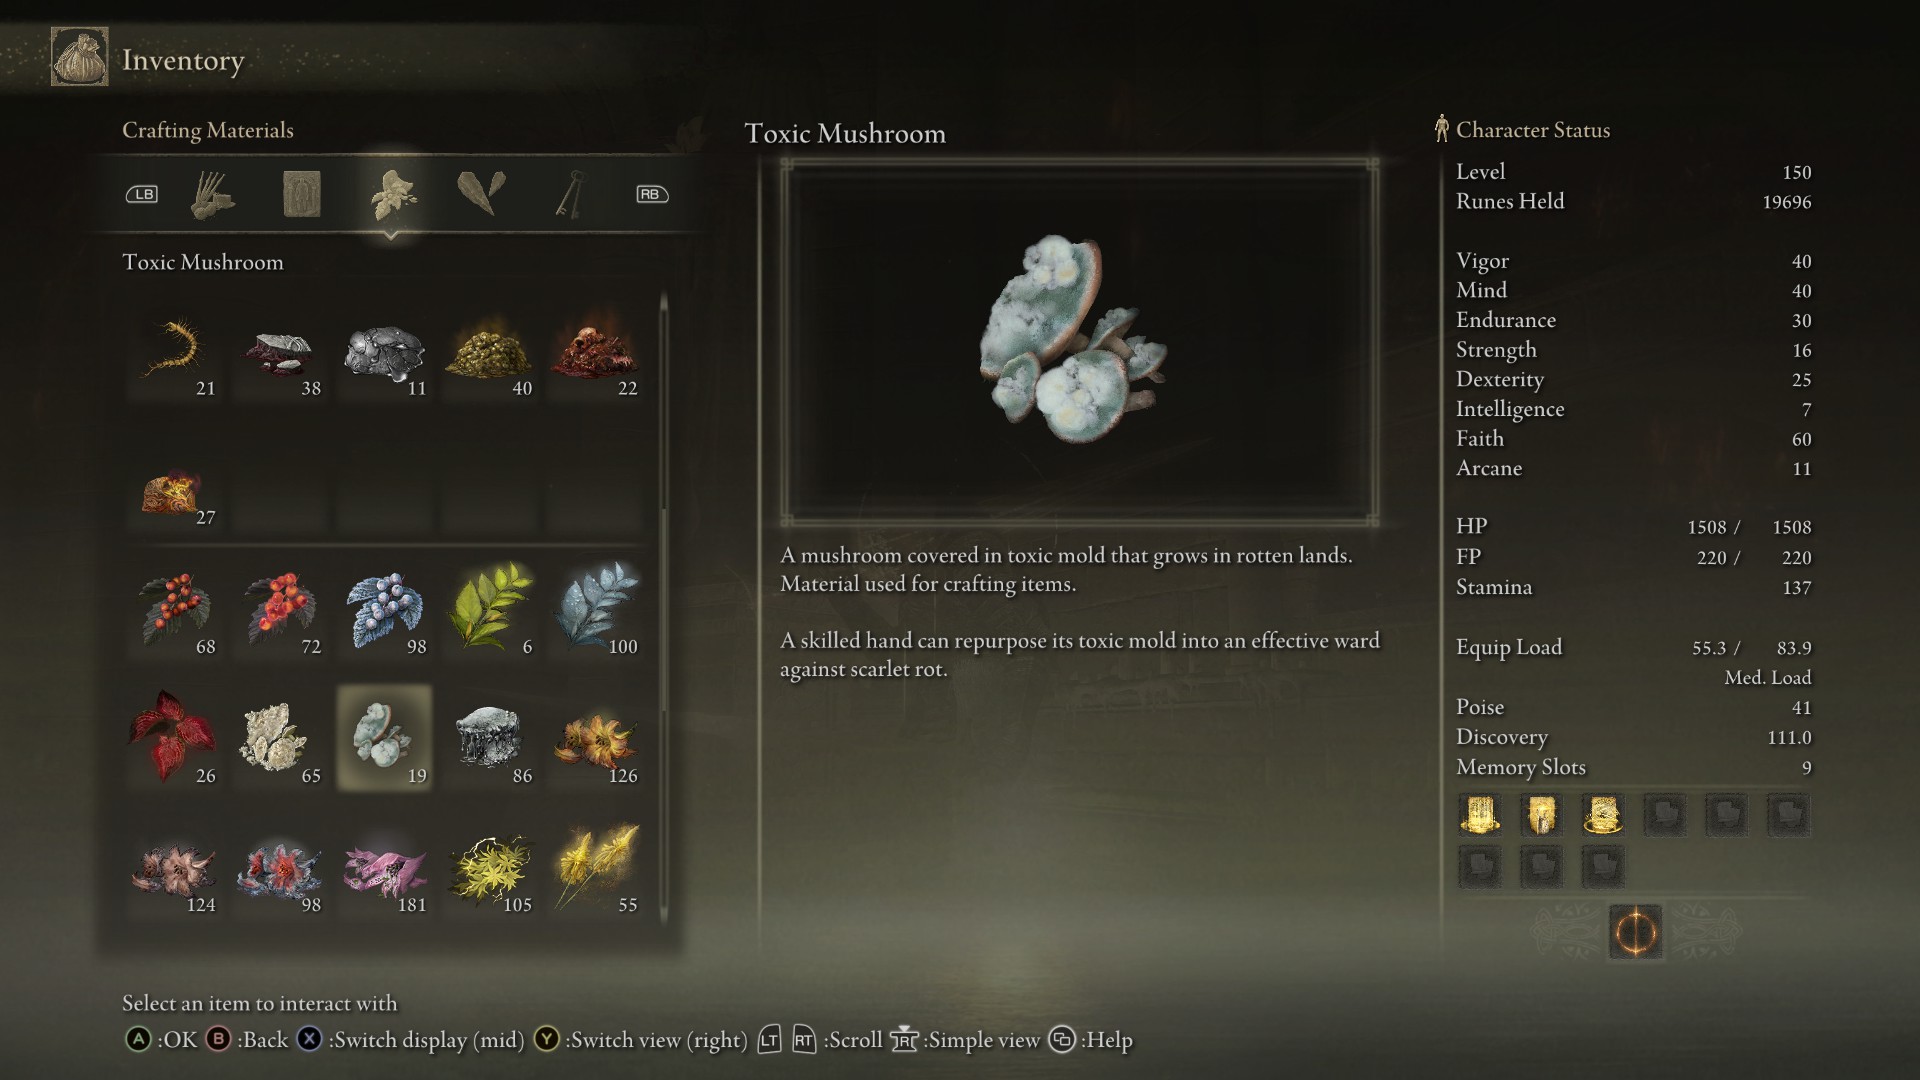 Inventory
Crafting Materials
LB
RB
Toxic Mushroom
21 38 11 40 22
27
68 72 98 6 100
26 65 19 86 126
124 98 181 105 55
Toxic Mushroom
A mushroom covered in toxic mold that grows in rotten lands.
Material used for crafting items.
A skilled hand can repurpose its toxic mold into an effective ward
against scarlet rot.
Character Status
Level 150
Runes Held 19696
Vigor 40
Mind 40
Endurance 30
Strength 16
Dexterity 25
Intelligence 7
Faith 60
Arcane 11
HP 1508 / 1508
FP 220 / 220
Stamina 137
Equip Load 55.3 / 83.9
Med. Load
Poise 41
Discovery 111.0
Memory Slots 9
Select an item to interact with
A :OK B :Back X :Switch display (mid) Y :Switch view (right) LT RT :Scroll R :Simple view :Help